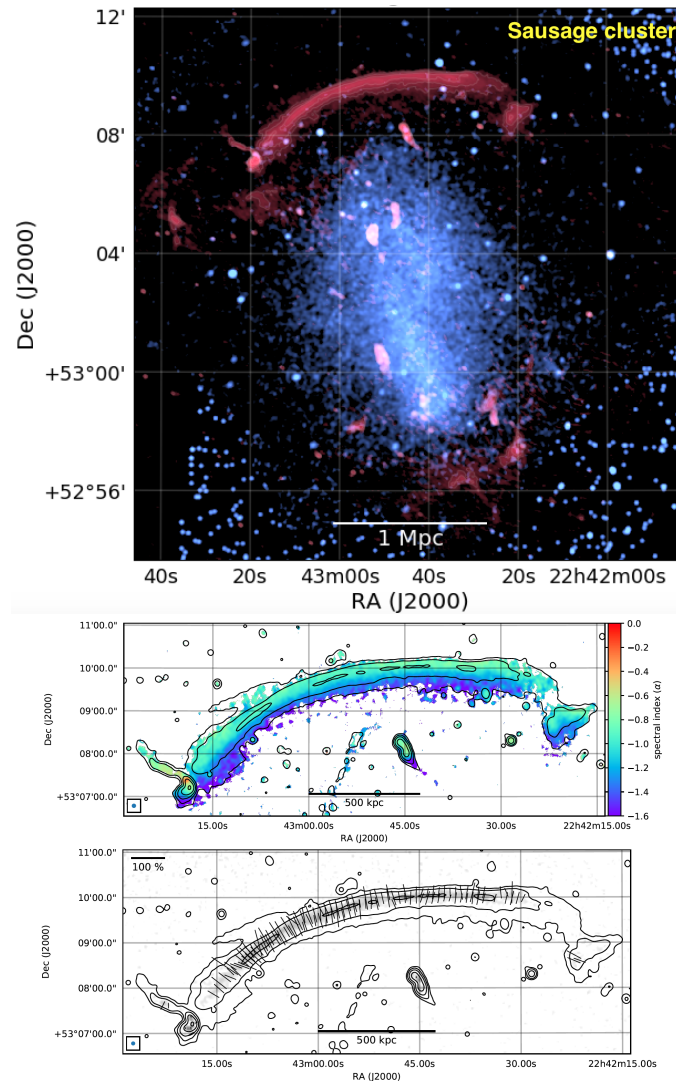 Sausage cluster
12'
08'
04'
+53°00'
+52°56'
Dec (J2000)
1 Mpc
40s 20s 43m00s 40s 20s 22h42m00s
RA (J2000)
11'00.0"
10'00.0"
09'00.0"
08'00.0"
+53°07'00.0"
Dec (J2000)
500 kpc
15.00s 43m00.00s 45.00s 30.00s 22h42m15.00s
RA (J2000)
0.0
−0.2
−0.4
−0.6
−0.8
−1.0
−1.2
−1.4
−1.6
spectral index (α)
100 %
11'00.0"
10'00.0"
09'00.0"
08'00.0"
+53°07'00.0"
Dec (J2000)
500 kpc
15.00s 43m00.00s 45.00s 30.00s 22h42m15.00s
RA (J2000)